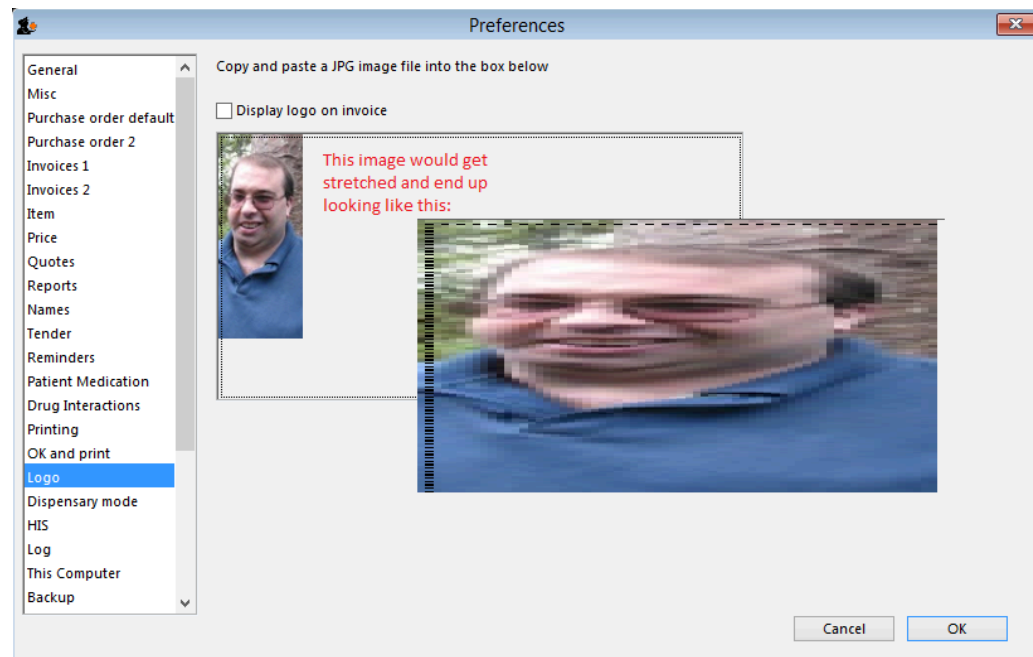 Preferences
General
Misc
Purchase order default
Purchase order 2
Invoices 1
Invoices 2
Item
Price
Quotes
Reports
Names
Tender
Reminders
Patient Medication
Drug Interactions
Printing
OK and print
Logo
Dispensary mode
HIS
Log
This Computer
Backup
Copy and paste a JPG image file into the box below
Display logo on invoice
This image would get
stretched and end up
looking like this:
Cancel
OK